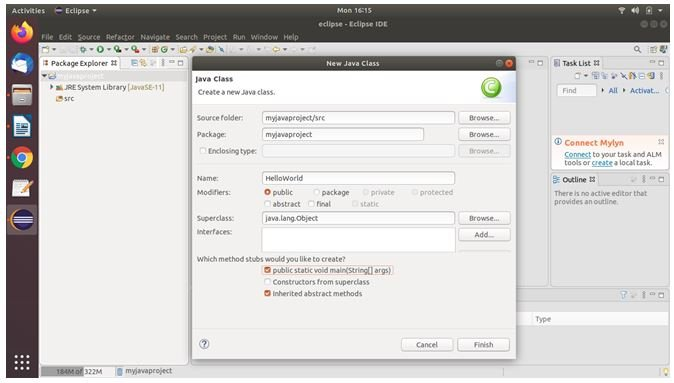 Activities Eclipse Mon 16:15
eclipse - Eclipse IDE
File Edit Source Refactor Navigate Search Project Run Window Help
Package Explorer
myjavaproject
JRE System Library [JavaSE-11]
src
New Java Class
Java Class
Create a new Java class.
Source folder: myjavaproject/src Browse...
Package: myjavaproject Browse...
Enclosing type: Browse...
Name: HelloWorld
Modifiers: public package private protected
abstract final static
Superclass: java.lang.Object Browse...
Interfaces: Add...
Which method stubs would you like to create?
public static void main(String[] args)
Constructors from superclass
Inherited abstract methods
? Cancel Finish
Task List
Find All Activat...
Connect Mylyn
Connect to your task and ALM
tools or create a local task.
Outline
There is no active editor that
provides an outline.
Type
184M of 322M myjavaproject